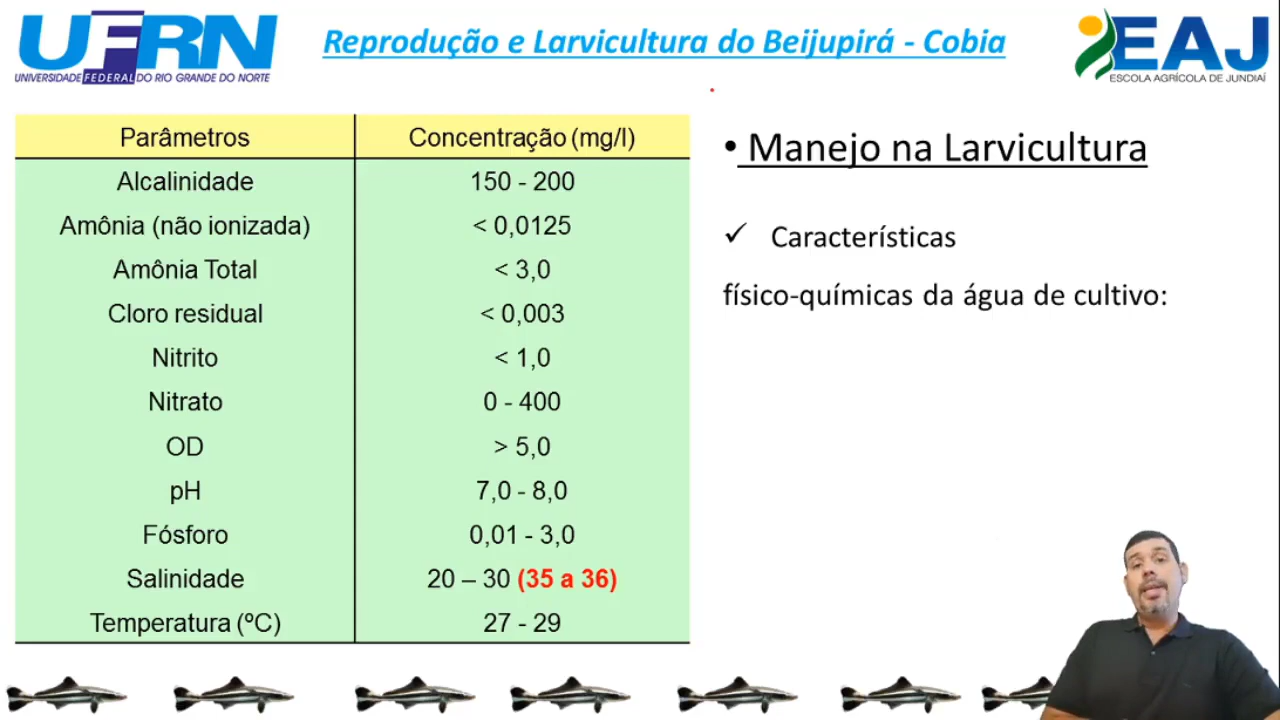 UFRN
UNIVERSIDADE FEDERAL DO RIO GRANDE DO NORTE
Reprodução e Larvicultura do Beijupirá - Cobia
EAJ
ESCOLA AGRÍCOLA DE JUNDIAÍ
Parâmetros Concentração (mg/l)
Alcalinidade 150 - 200
Amônia (não ionizada) < 0,0125
Amônia Total < 3,0
Cloro residual < 0,003
Nitrito < 1,0
Nitrato 0 - 400
OD > 5,0
pH 7,0 - 8,0
Fósforo 0,01 - 3,0
Salinidade 20 – 30 (35 a 36)
Temperatura (ºC) 27 - 29
• Manejo na Larvicultura
✓ Características
físico-químicas da água de cultivo: